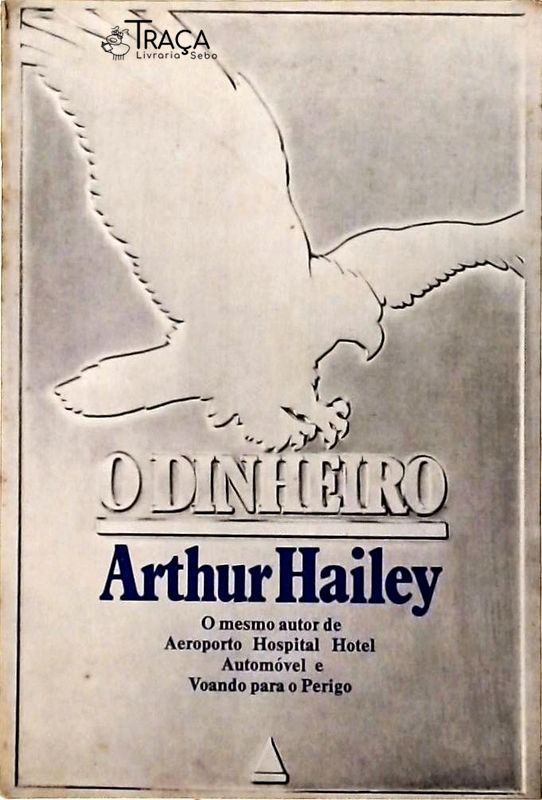 TRAÇA
Livraria Sebo
O DINHEIRO
Arthur Hailey
O mesmo autor de
Aeroporto Hospital Hotel
Automóvel e
Voando para o Perigo